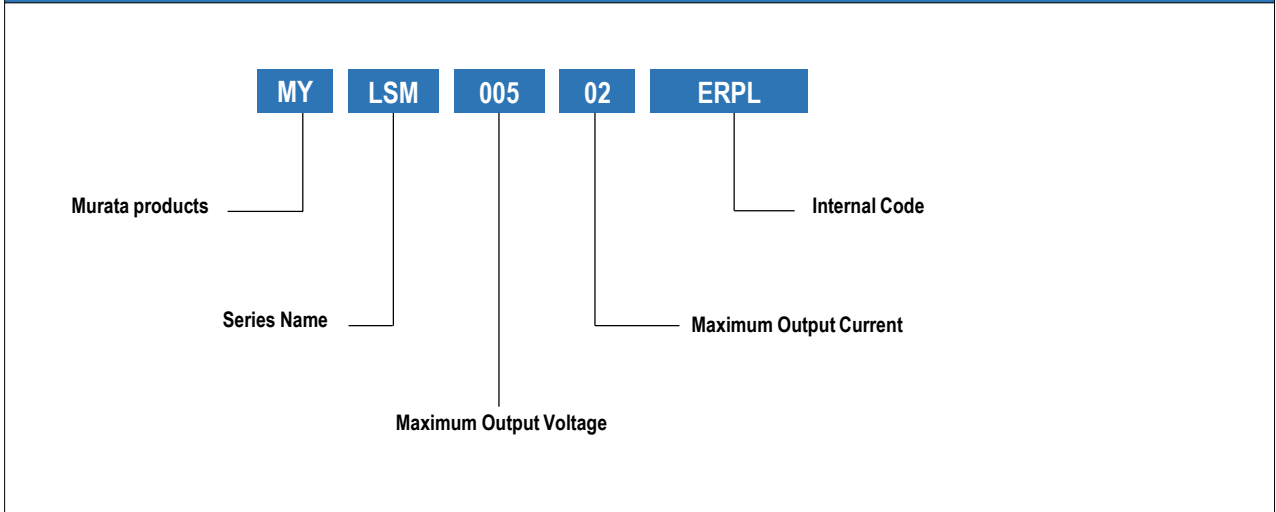 MY LSM 005 02 ERPL
Murata products
Internal Code
Series Name
Maximum Output Current
Maximum Output Voltage